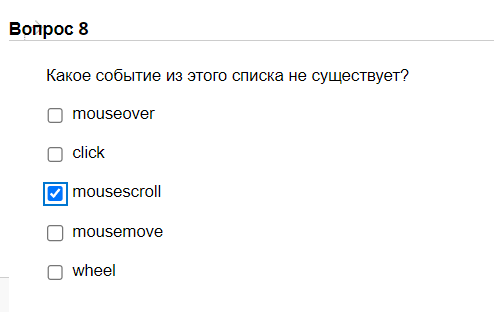 Вопрос 8
Какое событие из этого списка не существует?
mouseover
click
mousescroll
mousemove
wheel